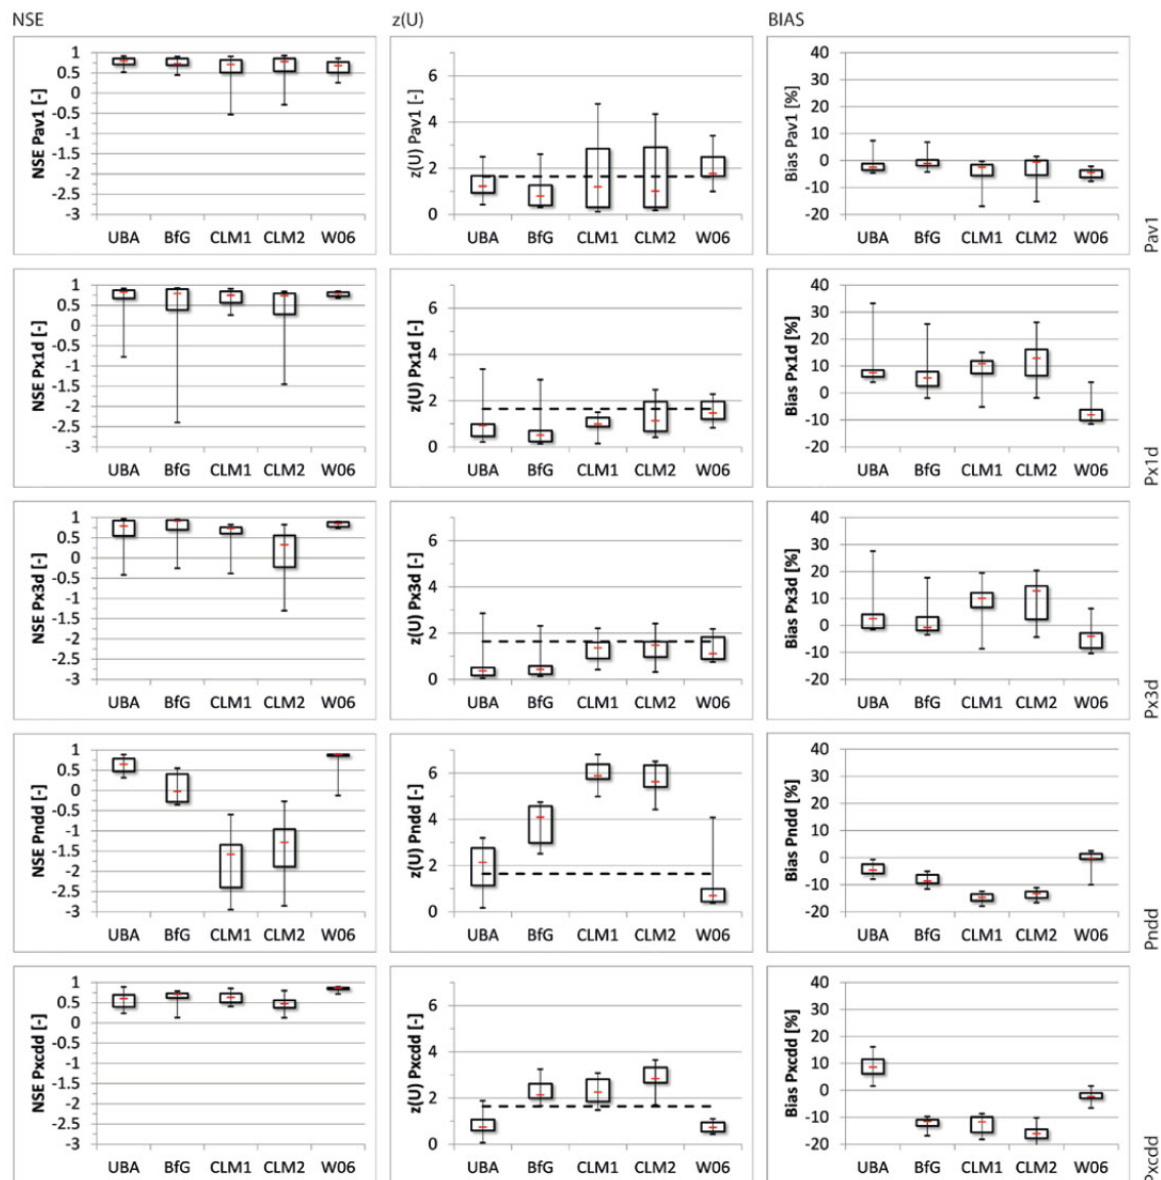 NSE z(U) BIAS
NSE Pav1 [-]
1
0.5
0
-0.5
-1
-1.5
-2
-2.5
-3
UBA BfG CLM1 CLM2 W06
z(U) Pav1 [-]
6
4
2
0
UBA BfG CLM1 CLM2 W06
Bias Pav1 [%]
40
30
20
10
0
-10
-20
UBA BfG CLM1 CLM2 W06
Pav1
NSE Px1d [-]
1
0.5
0
-0.5
-1
-1.5
-2
-2.5
-3
UBA BfG CLM1 CLM2 W06
z(U) Px1d [-]
6
4
2
0
UBA BfG CLM1 CLM2 W06
Bias Px1d [%]
40
30
20
10
0
-10
-20
UBA BfG CLM1 CLM2 W06
Px1d
NSE Px3d [-]
1
0.5
0
-0.5
-1
-1.5
-2
-2.5
-3
UBA BfG CLM1 CLM2 W06
z(U) Px3d [-]
6
4
2
0
UBA BfG CLM1 CLM2 W06
Bias Px3d [%]
40
30
20
10
0
-10
-20
UBA BfG CLM1 CLM2 W06
Px3d
NSE Pndd [-]
1
0.5
0
-0.5
-1
-1.5
-2
-2.5
-3
UBA BfG CLM1 CLM2 W06
z(U) Pndd [-]
6
4
2
0
UBA BfG CLM1 CLM2 W06
Bias Pndd [%]
40
30
20
10
0
-10
-20
UBA BfG CLM1 CLM2 W06
Pndd
NSE Pxcdd [-]
1
0.5
0
-0.5
-1
-1.5
-2
-2.5
-3
UBA BfG CLM1 CLM2 W06
z(U) Pxcdd [-]
6
4
2
0
UBA BfG CLM1 CLM2 W06
Bias Pxcdd [%]
40
30
20
10
0
-10
-20
UBA BfG CLM1 CLM2 W06
Pxcdd